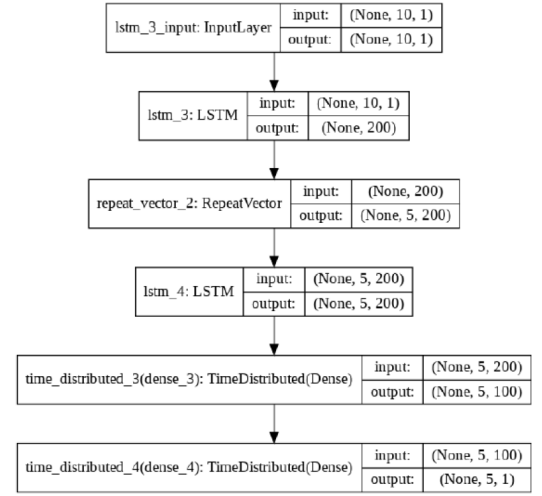 lstm_3_input: InputLayer
input: (None, 10, 1)
output: (None, 10, 1)
lstm_3: LSTM
input: (None, 10, 1)
output: (None, 200)
repeat_vector_2: RepeatVector
input: (None, 200)
output: (None, 5, 200)
lstm_4: LSTM
input: (None, 5, 200)
output: (None, 5, 200)
time_distributed_3(dense_3): TimeDistributed(Dense)
input: (None, 5, 200)
output: (None, 5, 100)
time_distributed_4(dense_4): TimeDistributed(Dense)
input: (None, 5, 100)
output: (None, 5, 1)